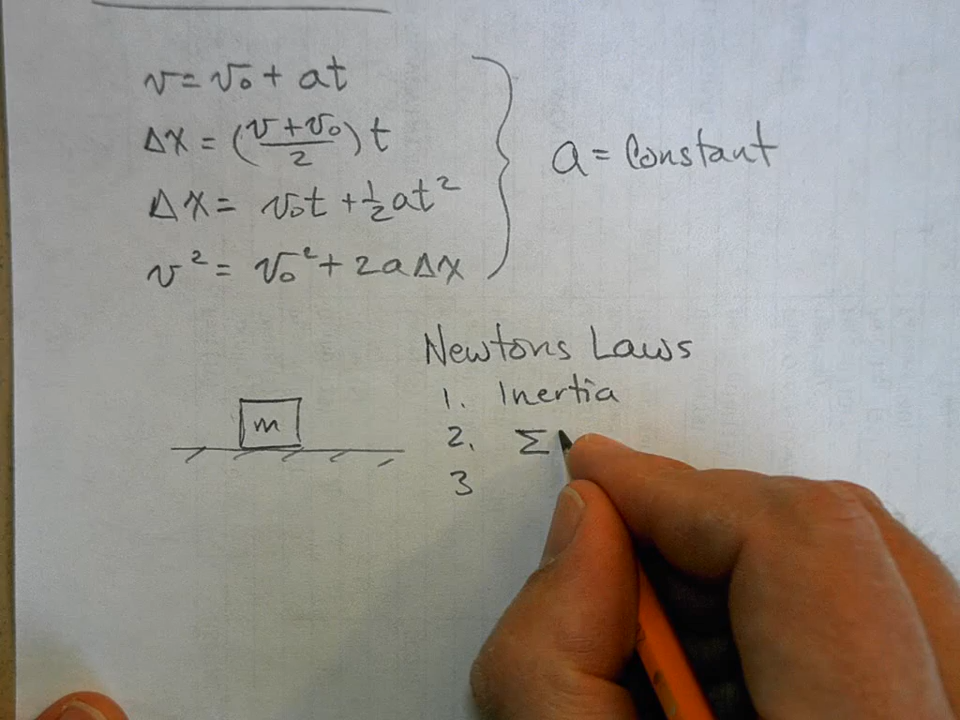 v = v₀ + at
Δx = (v + v₀ / 2) t
Δx = v₀t + ½at²
v² = v₀² + 2aΔx
a = constant
Newtons Laws
1. Inertia
2. Σ
3
m